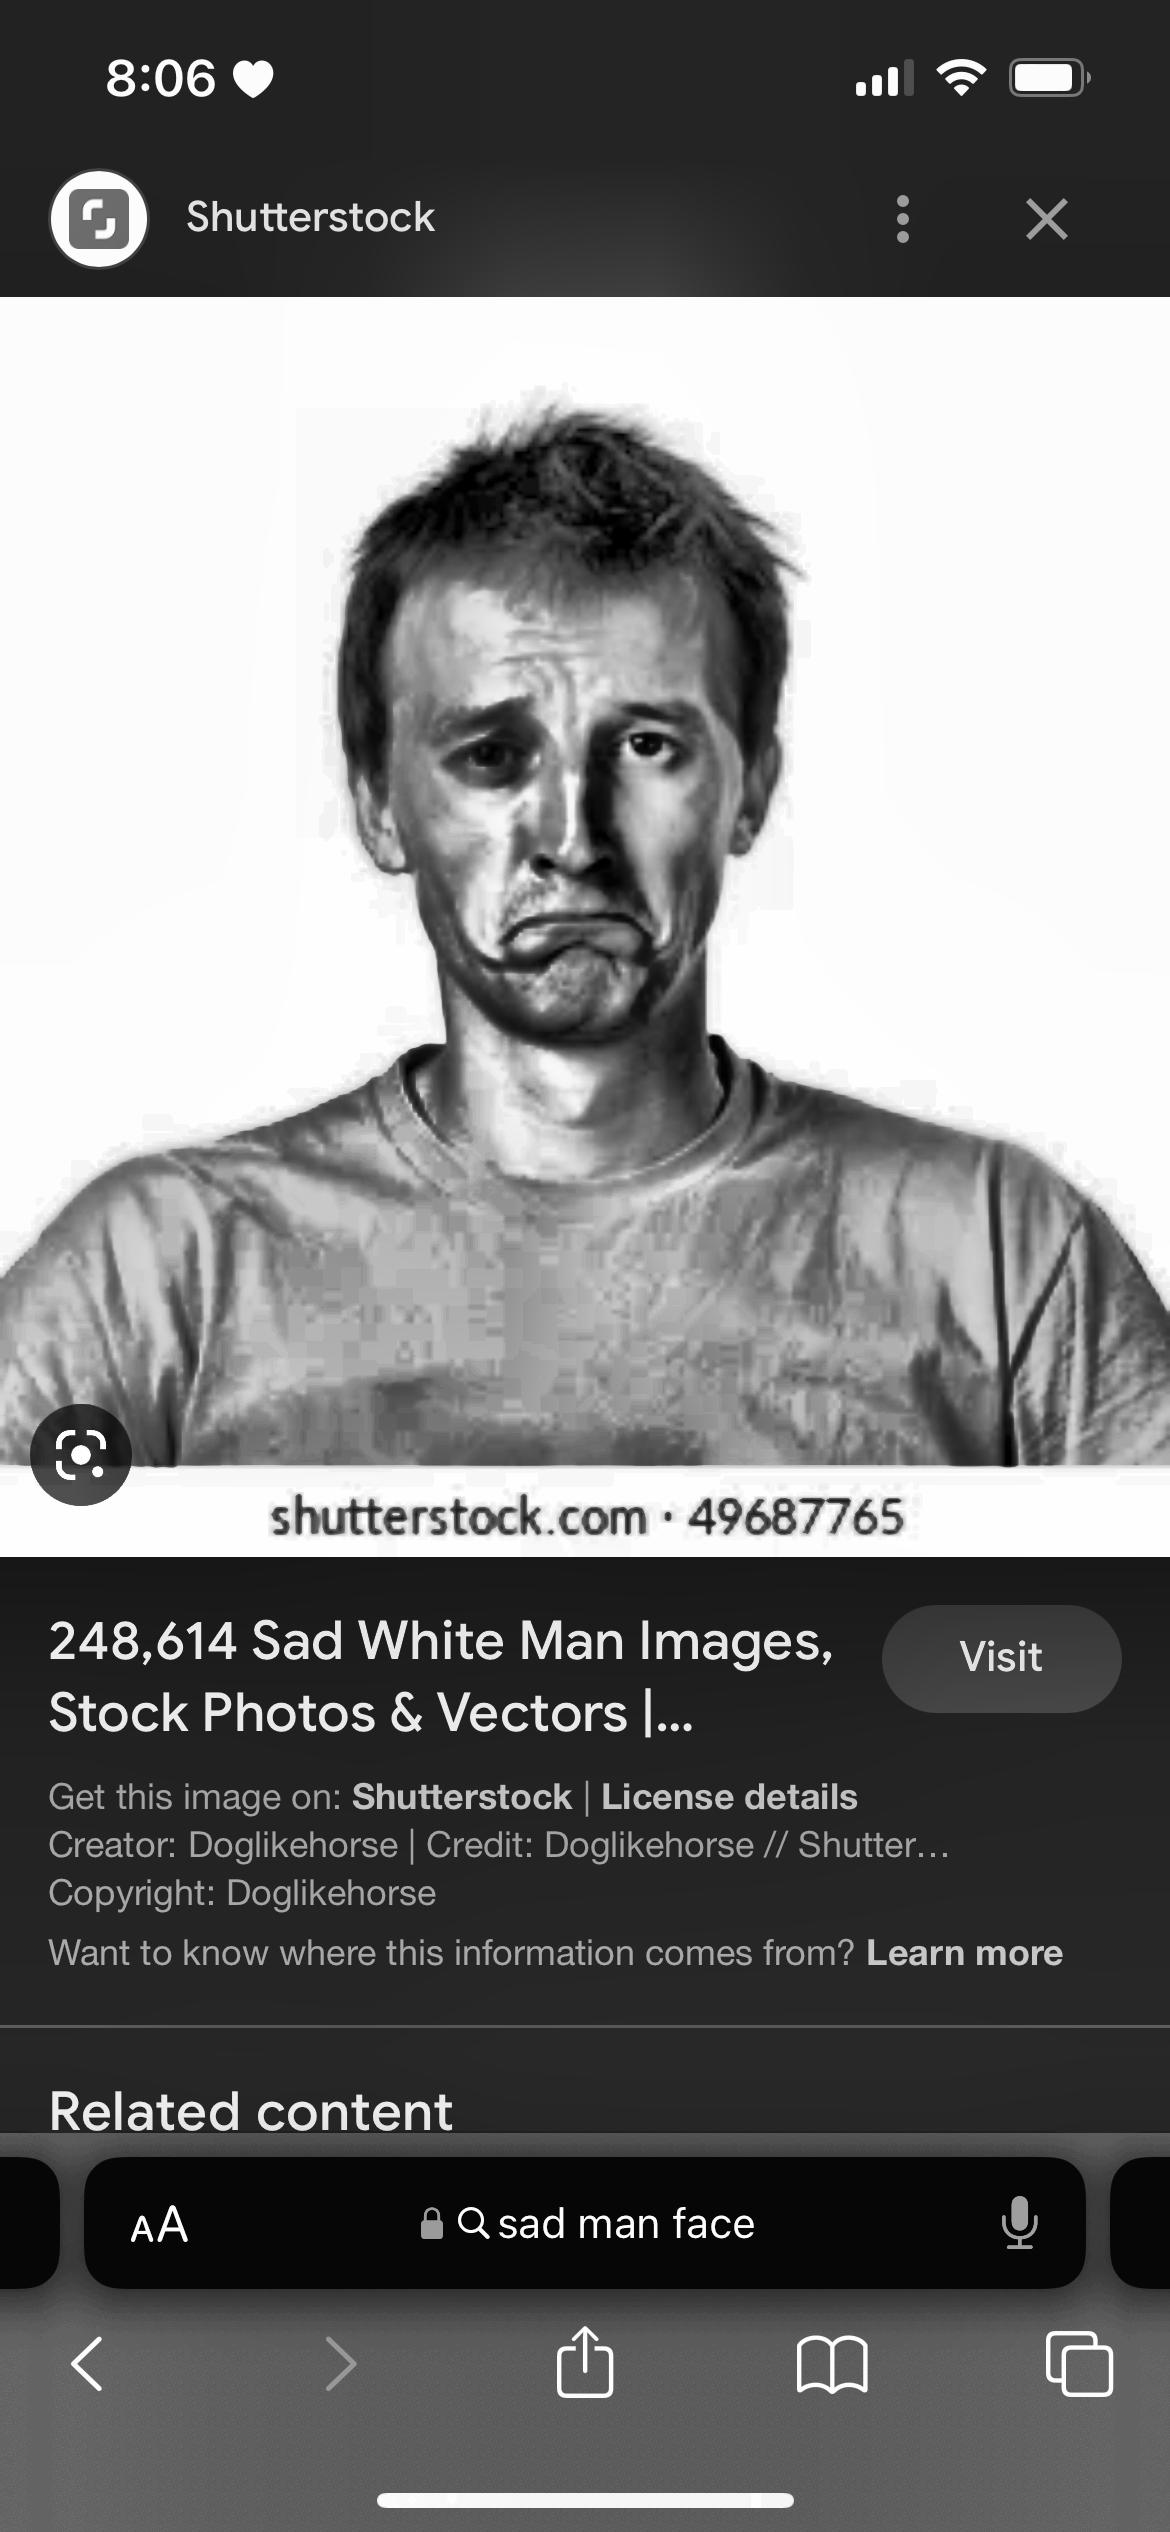 8:06
Shutterstock
shutterstock.com · 49687765
248,614 Sad White Man Images,
Stock Photos & Vectors |...
Visit
Get this image on: Shutterstock | License details
Creator: Doglikehorse | Credit: Doglikehorse // Shutter...
Copyright: Doglikehorse
Want to know where this information comes from? Learn more
Related content
AA
sad man face